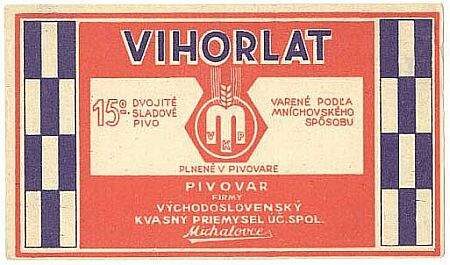 VIHORLAT
15º. DVOJITÉ
SLADOVÉ
PIVO
VKP
M
VARENÉ PODĽA
MNÍCHOVSKÉHO
SPÔSOBU
PLNENÉ V PIVOVARE
PIVOVAR
FIRMY
VÝCHODOSLOVENSKÝ
KVASNÝ PRIEMYSEL ÚČ. SPOL.
Michalovce